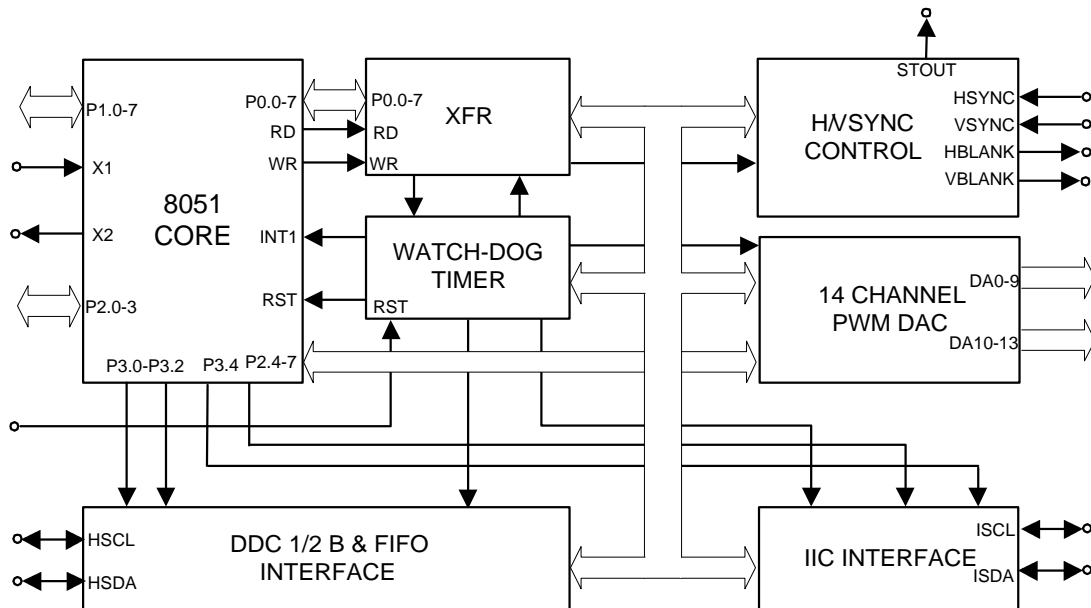 STOUT
P1.0-7
P0.0-7
P0.0-7
XFR
HSYNC
RD
RD
H/VSYNC
CONTROL
VSYNC
WR
WR
HBLANK
X1
VBLANK
8051
CORE
X2
INT1
WATCH-DOG
TIMER
RST
RST
14 CHANNEL
PWM DAC
DA0-9
DA10-13
P2.0-3
P3.0-P3.2
P3.4
P2.4-7
HSCL
HSDA
DDC 1/2 B & FIFO
INTERFACE
IIC INTERFACE
ISCL
ISDA